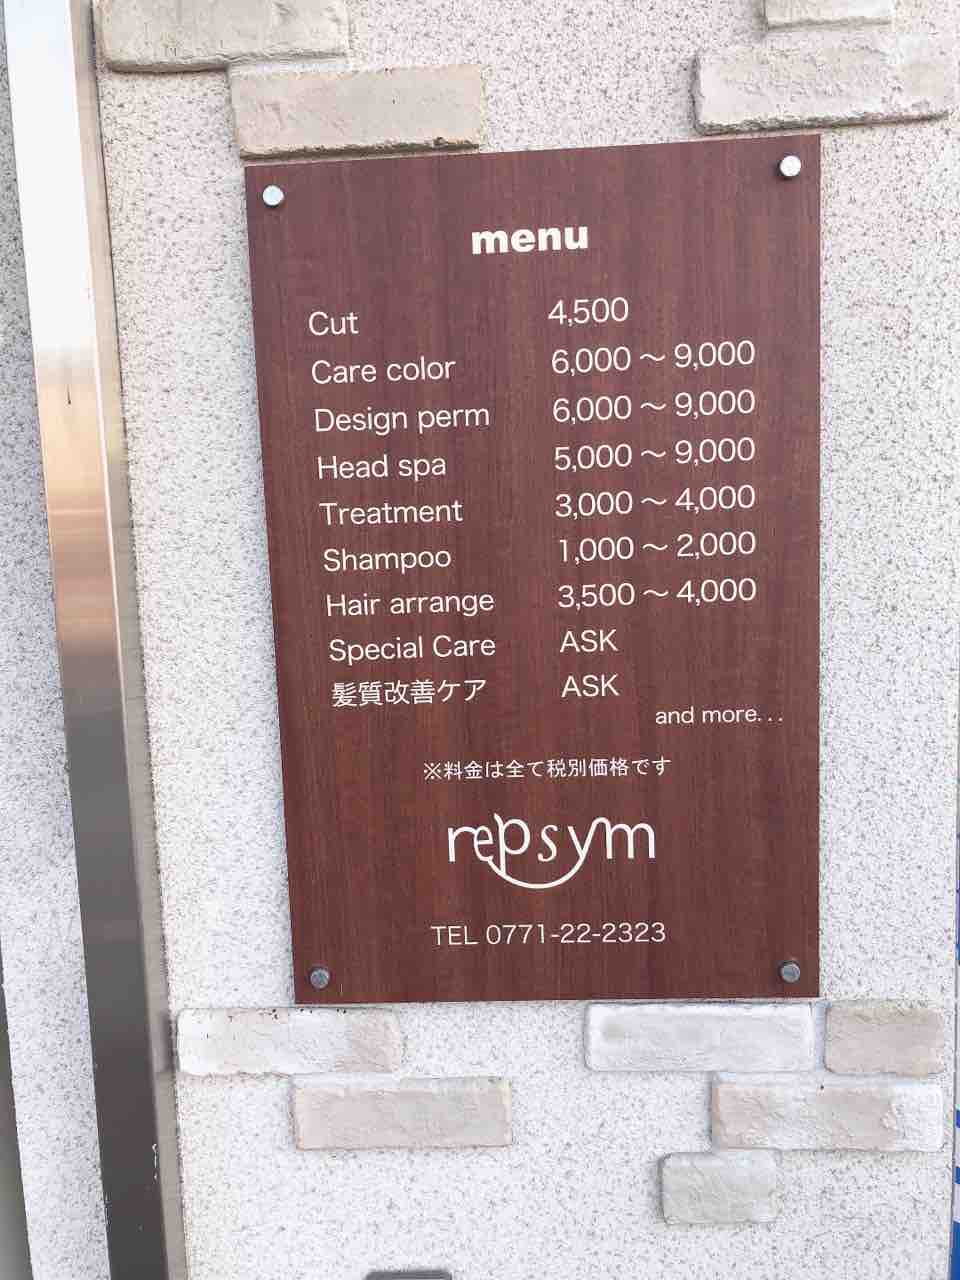 menu
Cut 4,500
Care color 6,000 〜 9,000
Design perm 6,000 〜 9,000
Head spa 5,000 〜 9,000
Treatment 3,000 〜 4,000
Shampoo 1,000 〜 2,000
Hair arrange 3,500 〜 4,000
Special Care ASK
髪質改善ケア ASK
and more...
※料金は全て税別価格です
repsym
TEL 0771-22-2323